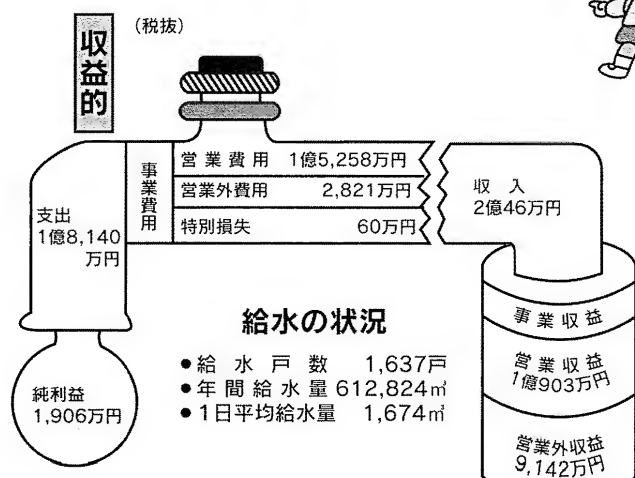 収益的
(税抜)
支出
1億8,140
万円
事業費用
営業費用 1億5,258万円
営業外費用 2,821万円
特別損失 60万円
収入
2億46万円
事業収益
営業収益
1億903万円
営業外収益
9,142万円
純利益
1,906万円
給水の状況
●給水戸数 1,637戸
●年間給水量 612,824㎥
●1日平均給水量 1,674㎥